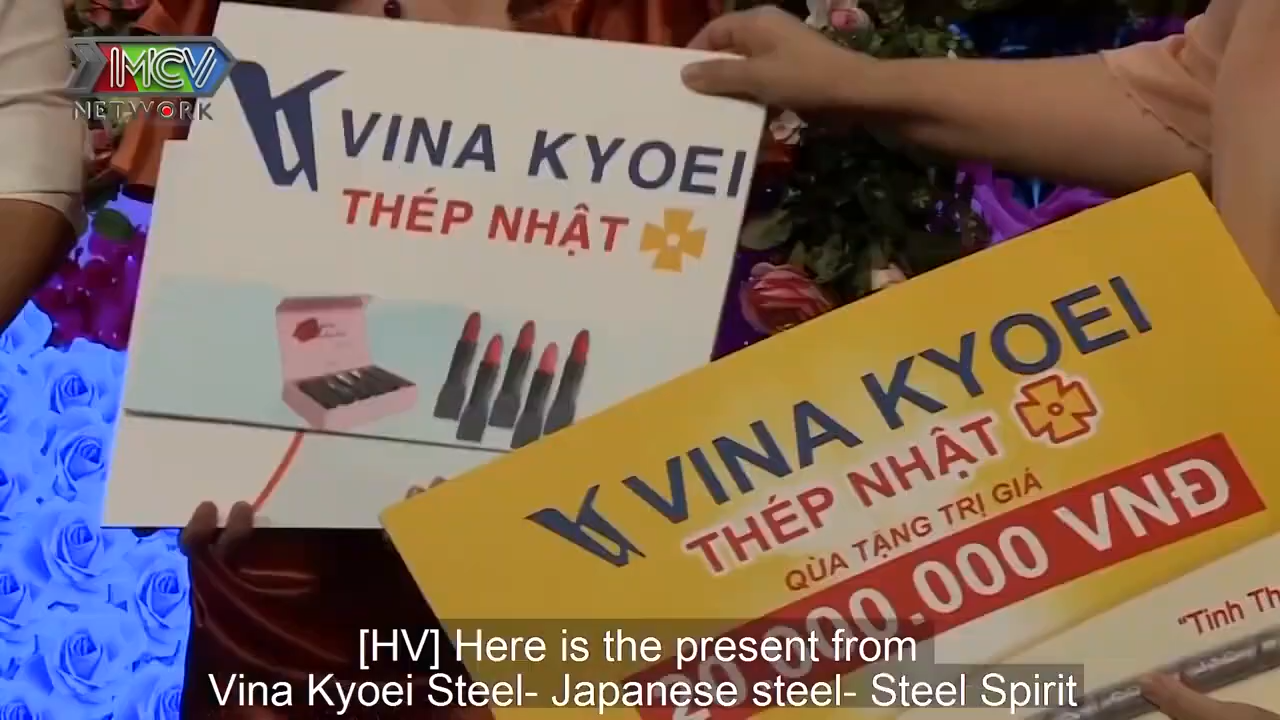 MCV
NETWORK
VINA KYOEI
THÉP NHẬT
VINA KYOEI
THÉP NHẬT
QÙA TẶNG TRỊ GIÁ
20.000.000 VNĐ
"Tinh Th
[HV] Here is the present from
Vina Kyoei Steel- Japanese steel- Steel Spirit